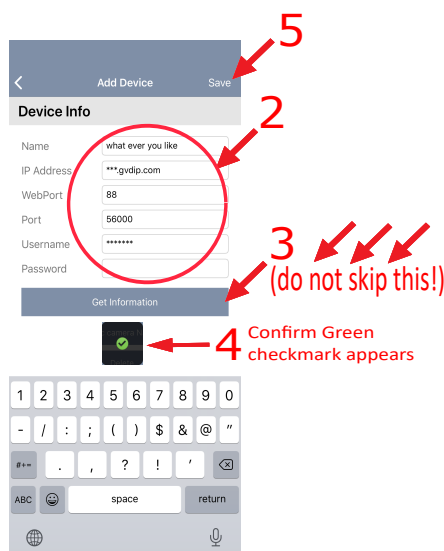 5
Add Device
Save
Device Info
2
Name
what ever you like
IP Address
***.gvdip.com
WebPort
88
Port
56000
Username
*******
Password
3
(do not skip this!)
Get Information
4
Confirm Green
checkmark appears
1 2 3 4 5 6 7 8 9 0
- / : ; ( ) $ & @ "
#+= . , ? ! '
ABC space return